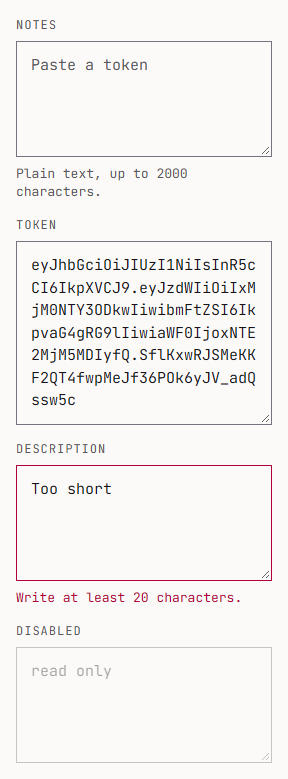 NOTES
Paste a token
Plain text, up to 2000
characters.
TOKEN
eyJhbGciOiJIUzI1NiIsInR5c
CI6IkpXVCJ9.eyJzdWIiOiIxM
jM0NTY3ODkwIiwibmFtZSI6Ik
pvaG4gRG9lIiwiaWF0IjoxNTE
2MjM5MDIyfQ.SflKxwRJSMeKK
F2QT4fwpMeJf36POk6yJV_adQ
ssw5c
DESCRIPTION
Too short
Write at least 20 characters.
DISABLED
read only